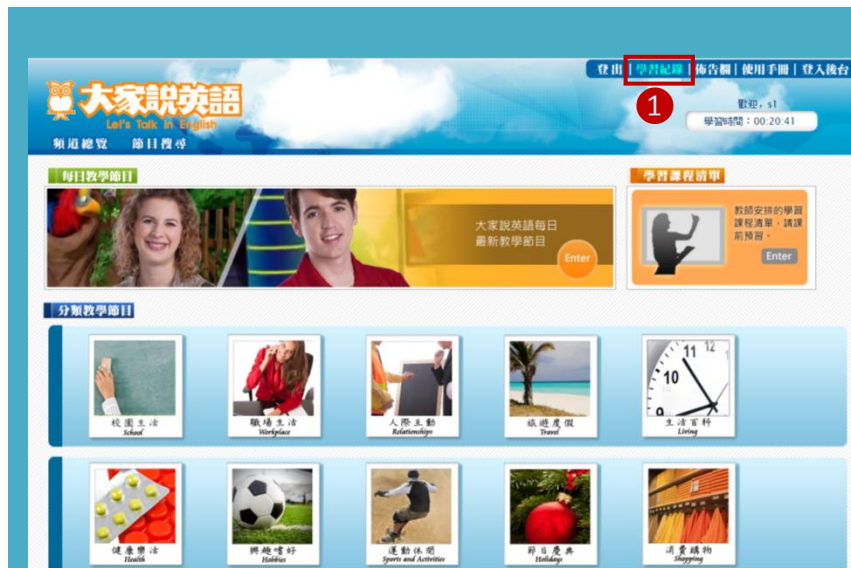 登出 | 學習紀錄 | 佈告欄 | 使用手冊 | 登入後台
1
大家說英語
Let's Talk in English
歡迎，s1
學習時間：00:20:41
頻道總覽 節目搜尋
每日教學節目
學習課程清單
大家說英語每日
最新教學節目
Enter
教師安排的學習
課程清單，請課
前預習。
Enter
分類教學節目
校園生活
School
職場生活
Workplace
人際互動
Relationships
旅遊度假
Travel
11 12
10
9
生活百科
Living
健康樂活
Health
興趣嗜好
Hobbies
運動休閒
Sports and Activities
節日慶典
Holidays
消費購物
Shopping